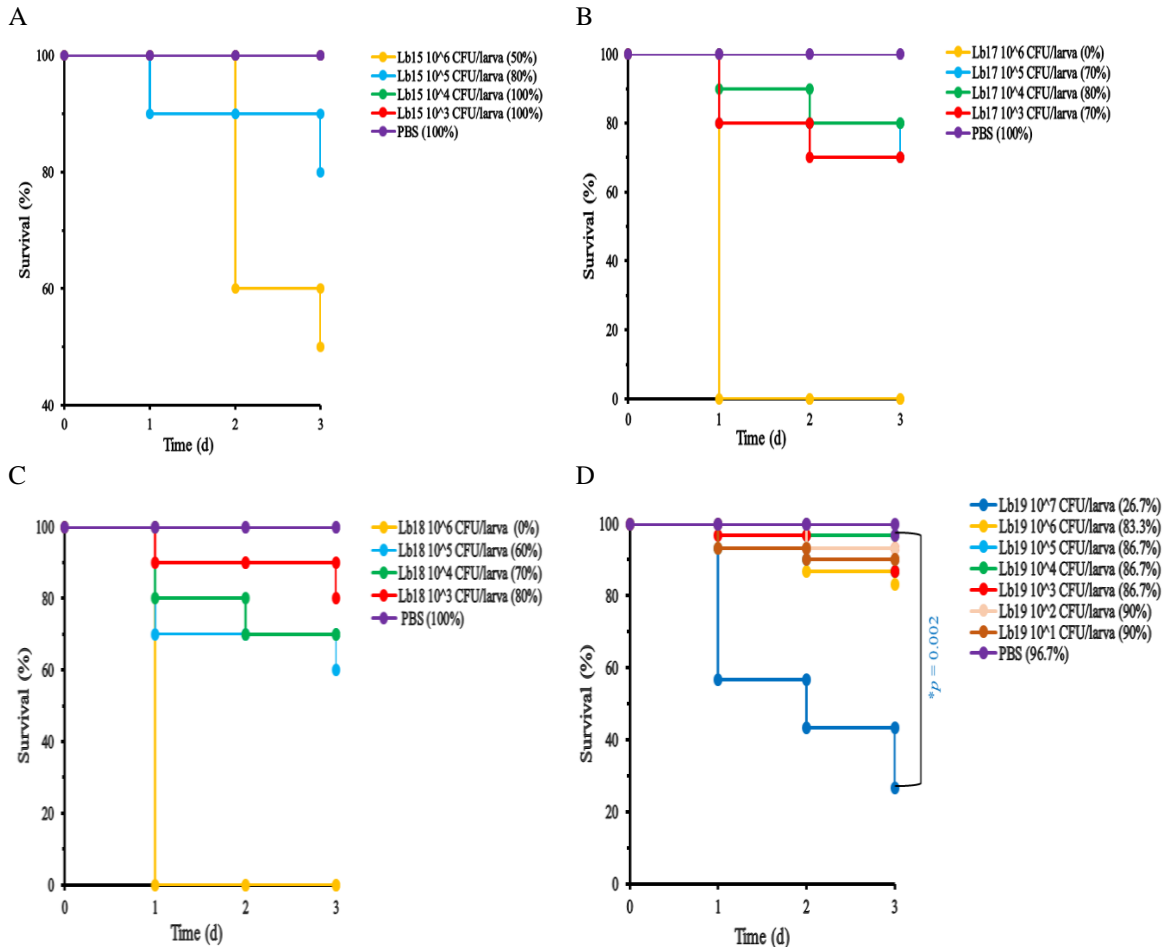 A
100
80
60
40
0
1
2
3
Survival (%)
Time (d)
Lb15 10^6 CFU/larva (50%)
Lb15 10^5 CFU/larva (80%)
Lb15 10^4 CFU/larva (100%)
Lb15 10^3 CFU/larva (100%)
PBS (100%)
B
100
80
60
40
20
0
0
1
2
3
Survival (%)
Time (d)
Lb17 10^6 CFU/larva (0%)
Lb17 10^5 CFU/larva (70%)
Lb17 10^4 CFU/larva (80%)
Lb17 10^3 CFU/larva (70%)
PBS (100%)
C
100
80
60
40
20
0
0
1
2
3
Survival (%)
Time (d)
Lb18 10^6 CFU/larva (0%)
Lb18 10^5 CFU/larva (60%)
Lb18 10^4 CFU/larva (70%)
Lb18 10^3 CFU/larva (80%)
PBS (100%)
D
100
80
60
40
20
0
0
1
2
3
Survival (%)
Time (d)
*p = 0.002
Lb19 10^7 CFU/larva (26.7%)
Lb19 10^6 CFU/larva (83.3%)
Lb19 10^5 CFU/larva (86.7%)
Lb19 10^4 CFU/larva (86.7%)
Lb19 10^3 CFU/larva (86.7%)
Lb19 10^2 CFU/larva (90%)
Lb19 10^1 CFU/larva (90%)
PBS (96.7%)